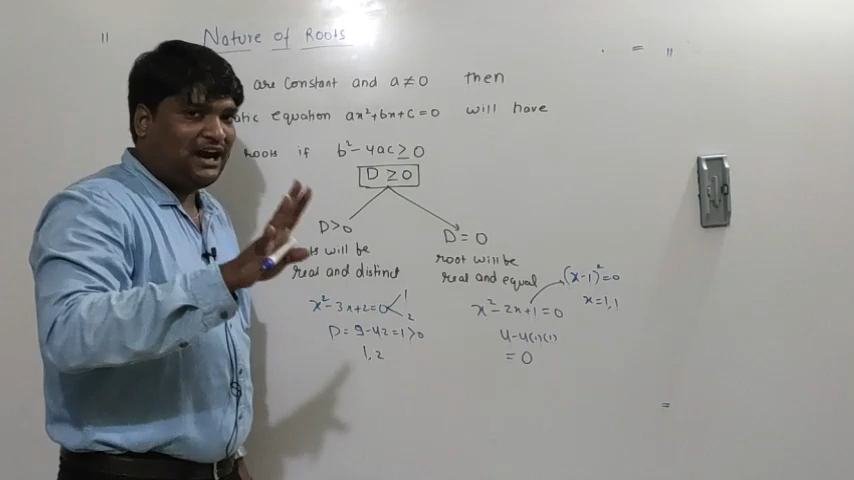 Nature of Roots
are constant and a≠0 then
equation ax²+bx+c=0 will have
roots if b²-4ac≥0
D≥0
D>0
D=0
will be
real and distinct
root will be
real and equal
(x-1)²=0
x=1,1
x²-3x+2=0
1
2
x²-2x+1=0
D=9-42=1>0
4-4(1)(1)
1,2
=0